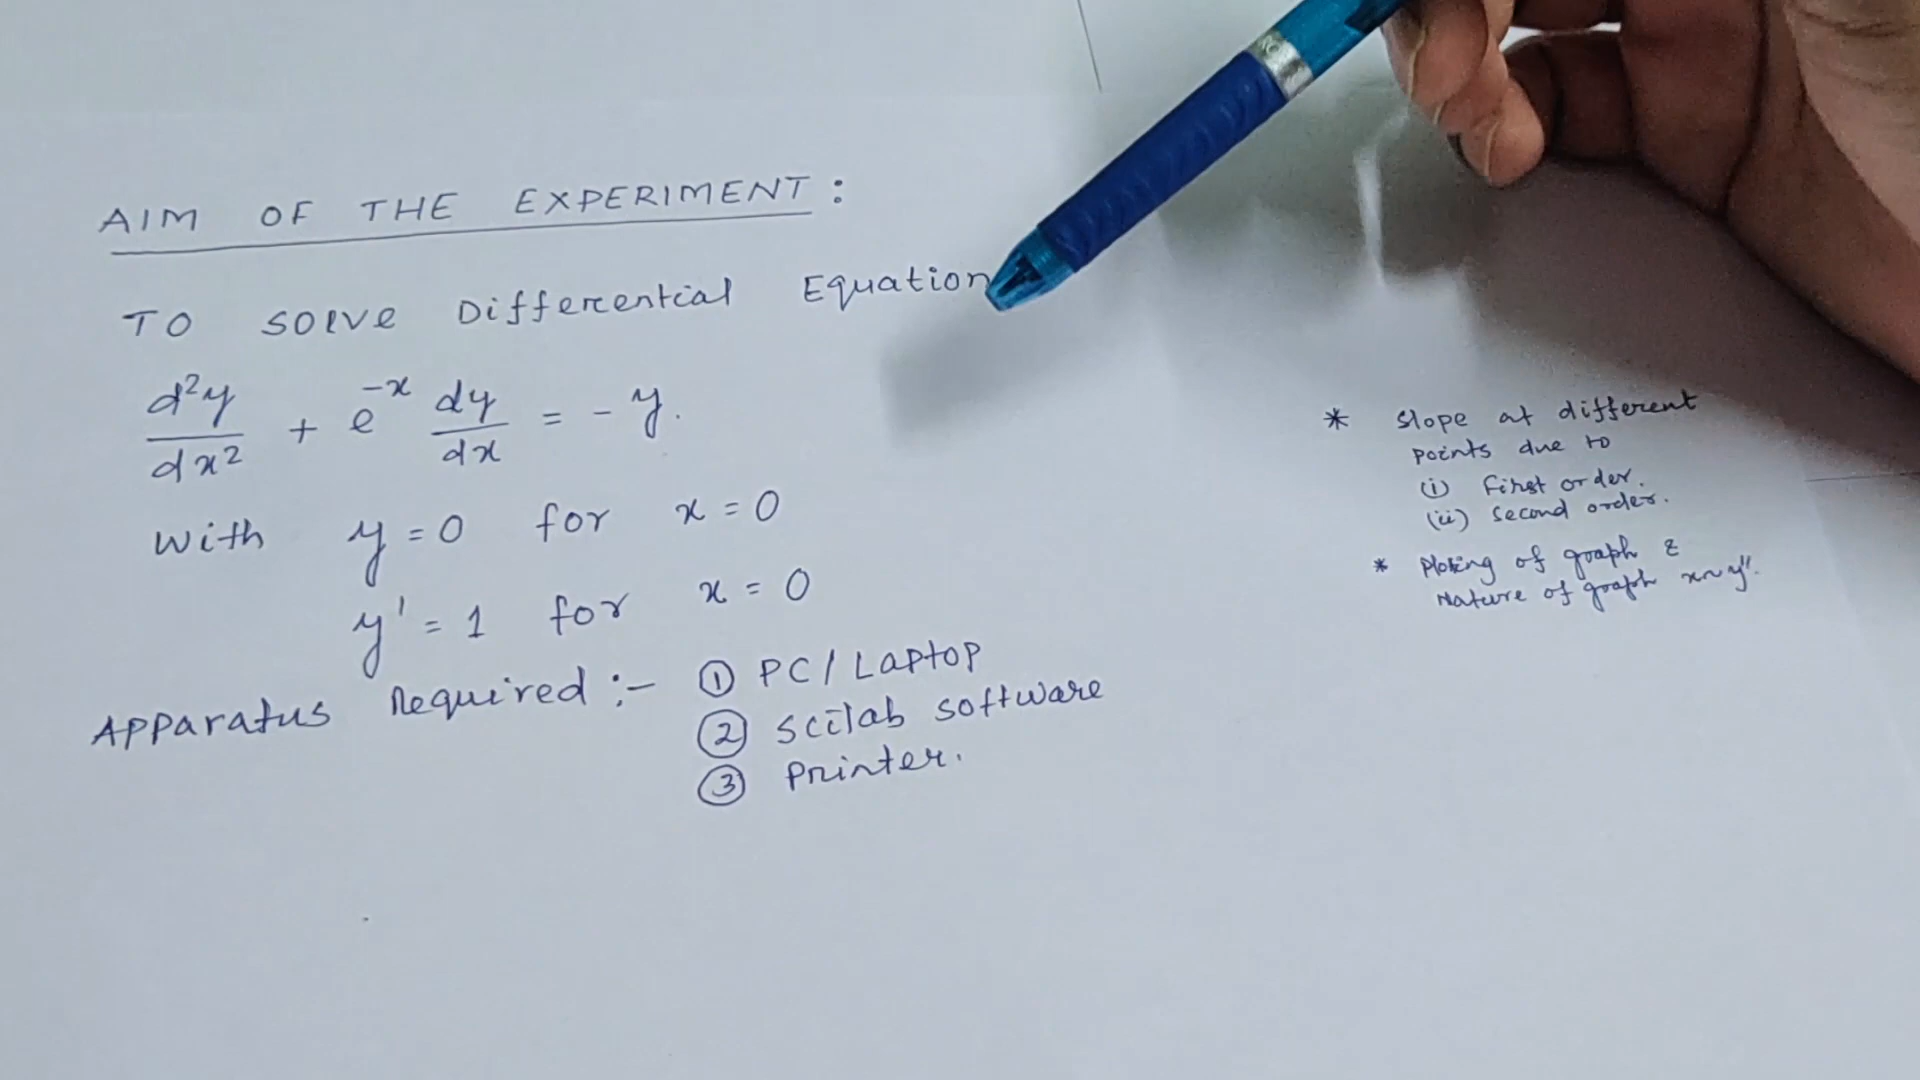 AIM OF THE EXPERIMENT :
TO SOLVE Differential Equation
d²y/dx² + e^-x dy/dx = - y.
With y = 0 for x = 0
y' = 1 for x = 0
Apparatus Required :- ① PC / Laptop
② Scilab software
③ Printer.
* Slope at different
points due to
(i) First order.
(ii) Second order.
* Ploting of graph &
Nature of graph x ~ y".